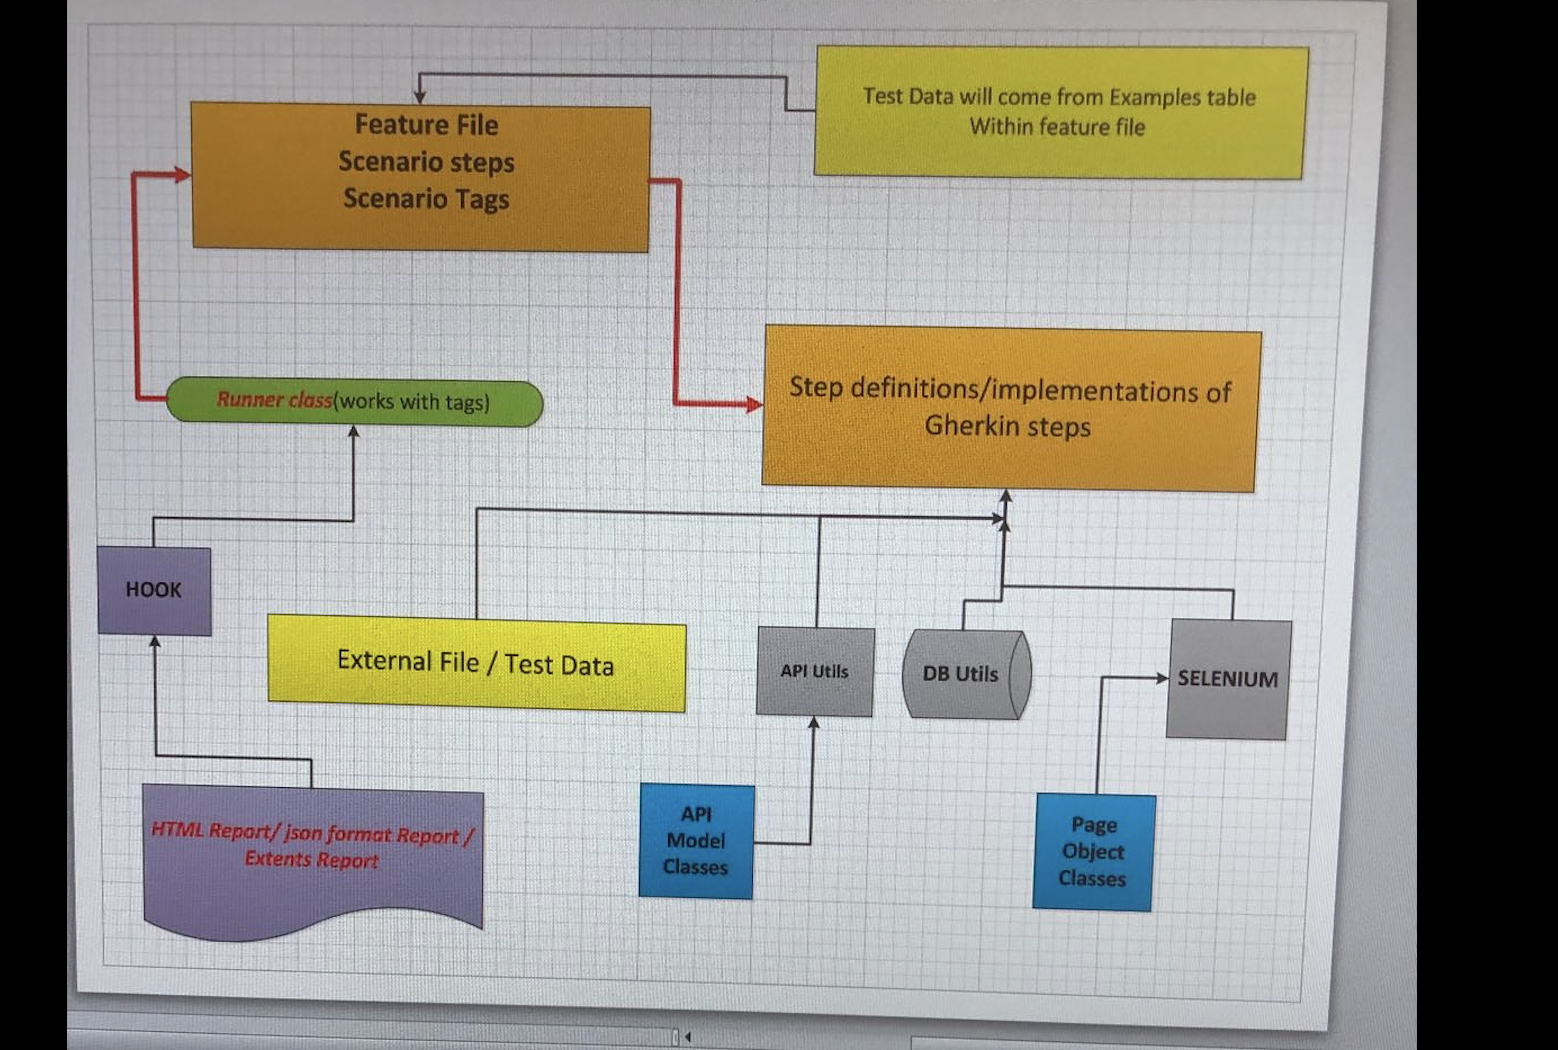 Test Data will come from Examples table
Within feature file
Feature File
Scenario steps
Scenario Tags
Step definitions/implementations of
Gherkin steps
Runner class(works with tags)
HOOK
External File / Test Data
API Utils
DB Utils
SELENIUM
HTML Report/ json format Report /
Extents Report
API
Model
Classes
Page
Object
Classes